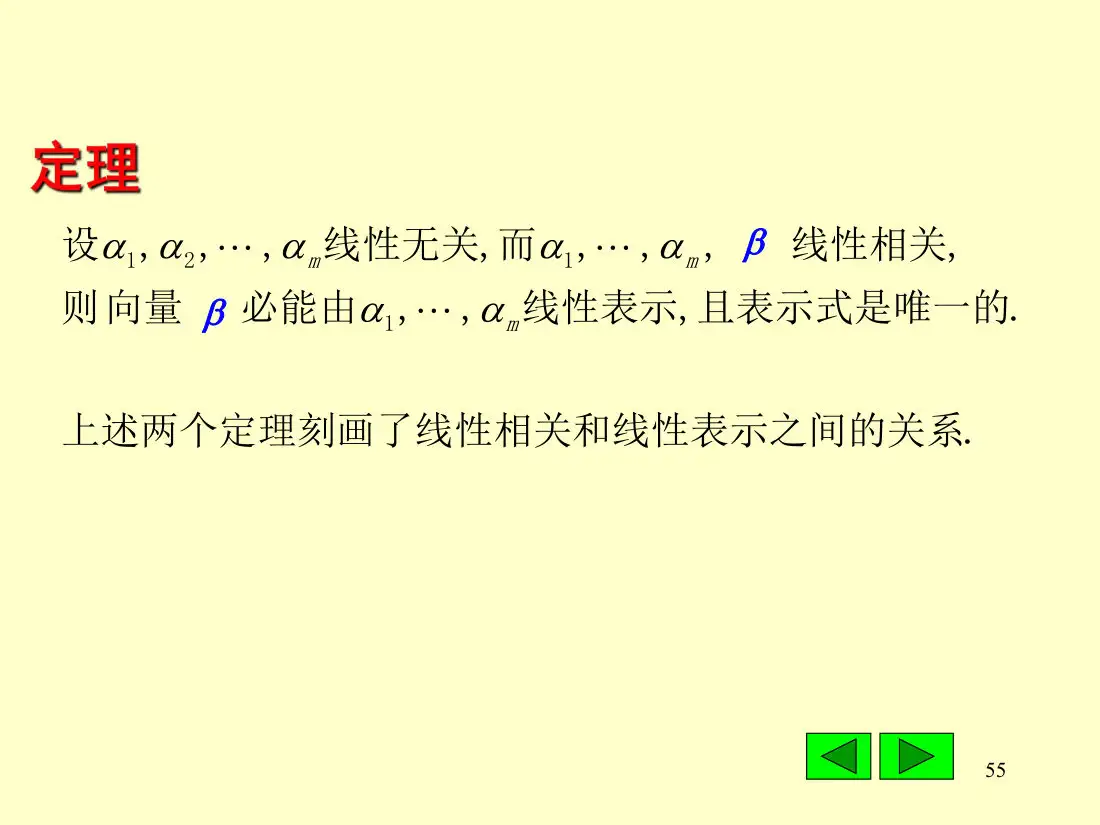 定理
设α₁,α₂,⋯,αₘ线性无关,而α₁,⋯,αₘ, β 线性相关,
则向量 β 必能由α₁,⋯,αₘ线性表示,且表示式是唯一的.
上述两个定理刻画了线性相关和线性表示之间的关系.
55